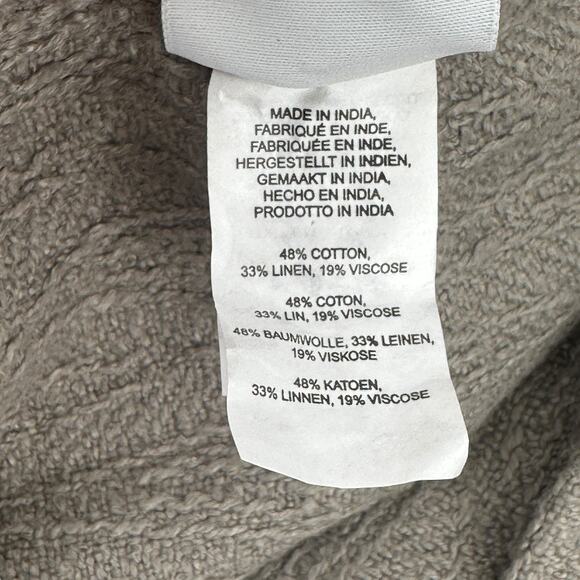 MADE IN INDIA,
FABRIQUÉ EN INDE,
FABRIQUÉE EN INDE,
HERGESTELLT IN INDIEN,
GEMAAKT IN INDIA,
HECHO EN INDIA,
PRODOTTO IN INDIA
48% COTTON,
33% LINEN, 19% VISCOSE
48% COTON,
33% LIN, 19% VISCOSE
48% BAUMWOLLE, 33% LEINEN,
19% VISKOSE
48% KATOEN,
33% LINNEN, 19% VISCOSE